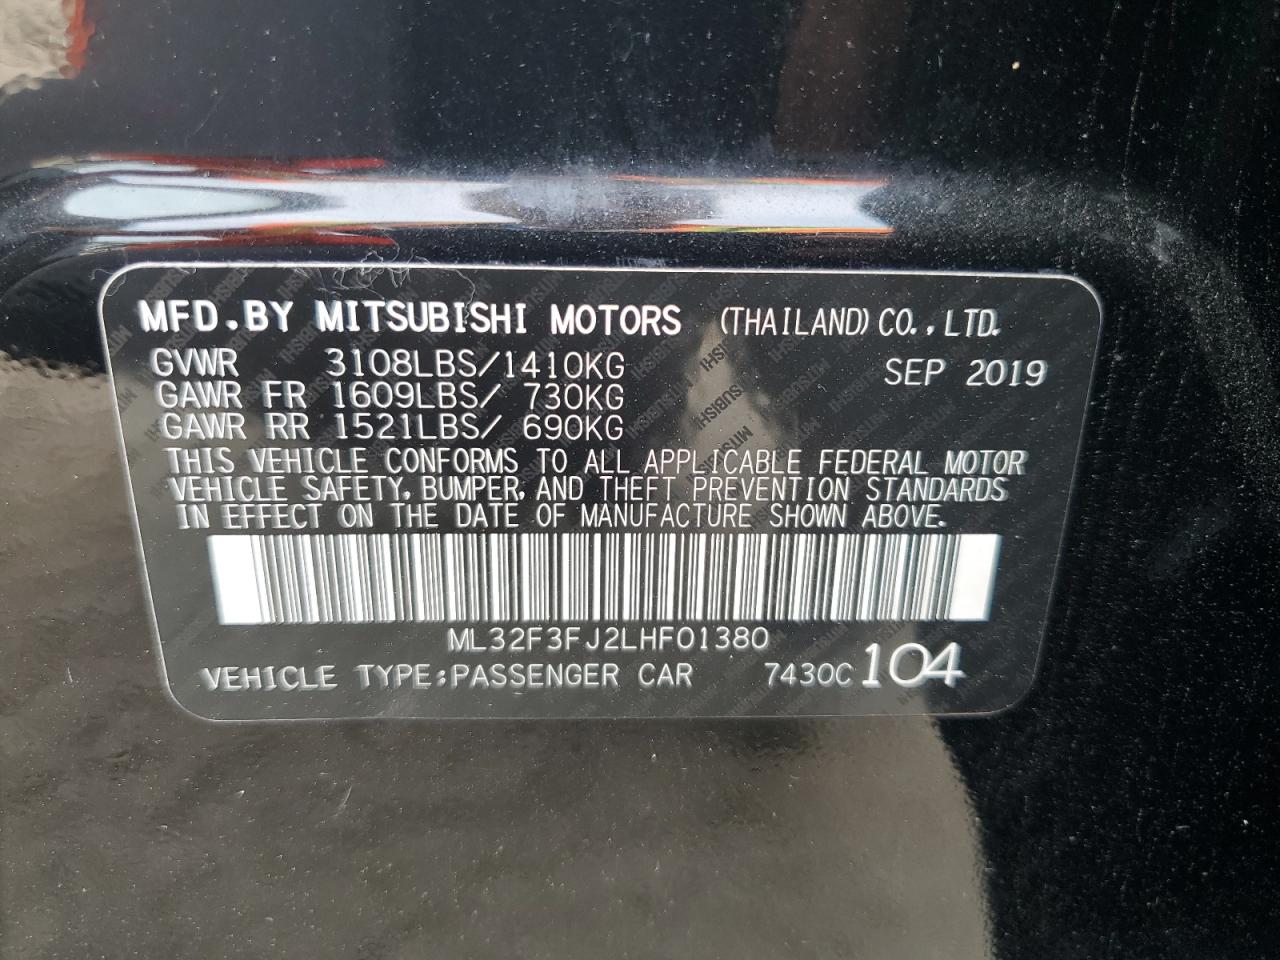 MFD.BY MITSUBISHI MOTORS (THAILAND) CO.,LTD.
GVWR 3108LBS/1410KG SEP 2019
GAWR FR 1609LBS/ 730KG
GAWR RR 1521LBS/ 690KG
THIS VEHICLE CONFORMS TO ALL APPLICABLE FEDERAL MOTOR
VEHICLE SAFETY, BUMPER, AND THEFT PREVENTION STANDARDS
IN EFFECT ON THE DATE OF MANUFACTURE SHOWN ABOVE.
ML32F3FJ2LHF01380
VEHICLE TYPE:PASSENGER CAR 7430C 104